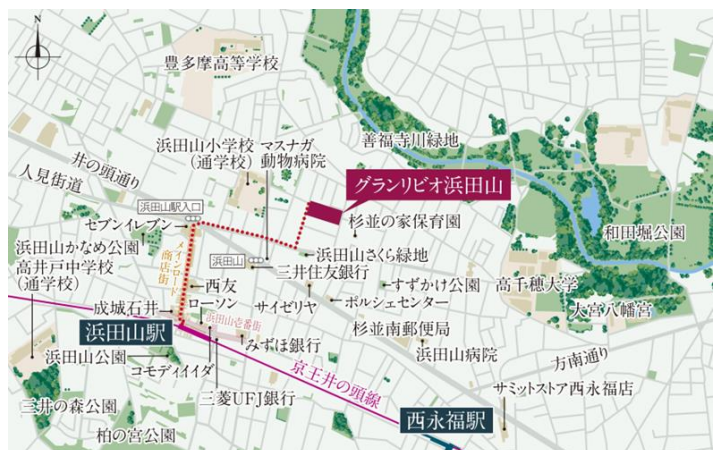 N
豊多摩高等学校
善福寺川緑地
浜田山小学校
(通学校)
マスナガ
動物病院
井の頭通り
人見街道
グランリビオ浜田山
浜田山駅入口
セブンイレブン
杉並の家保育園
和田堀公園
浜田山かなめ公園
メインロード
商店街
浜田山さくら緑地
浜田山
三井住友銀行
高井戸中学校
(通学校)
西友
すずかけ公園
高千穂大学
成城石井
ローソン
サイゼリヤ
ポルシェセンター
大宮八幡宮
浜田山壱番街
浜田山駅
杉並南郵便局
みずほ銀行
浜田山病院
方南通り
浜田山公園
コモディイイダ
京王井の頭線
三菱UFJ銀行
サミットストア西永福店
三井の森公園
西永福駅
柏の宮公園